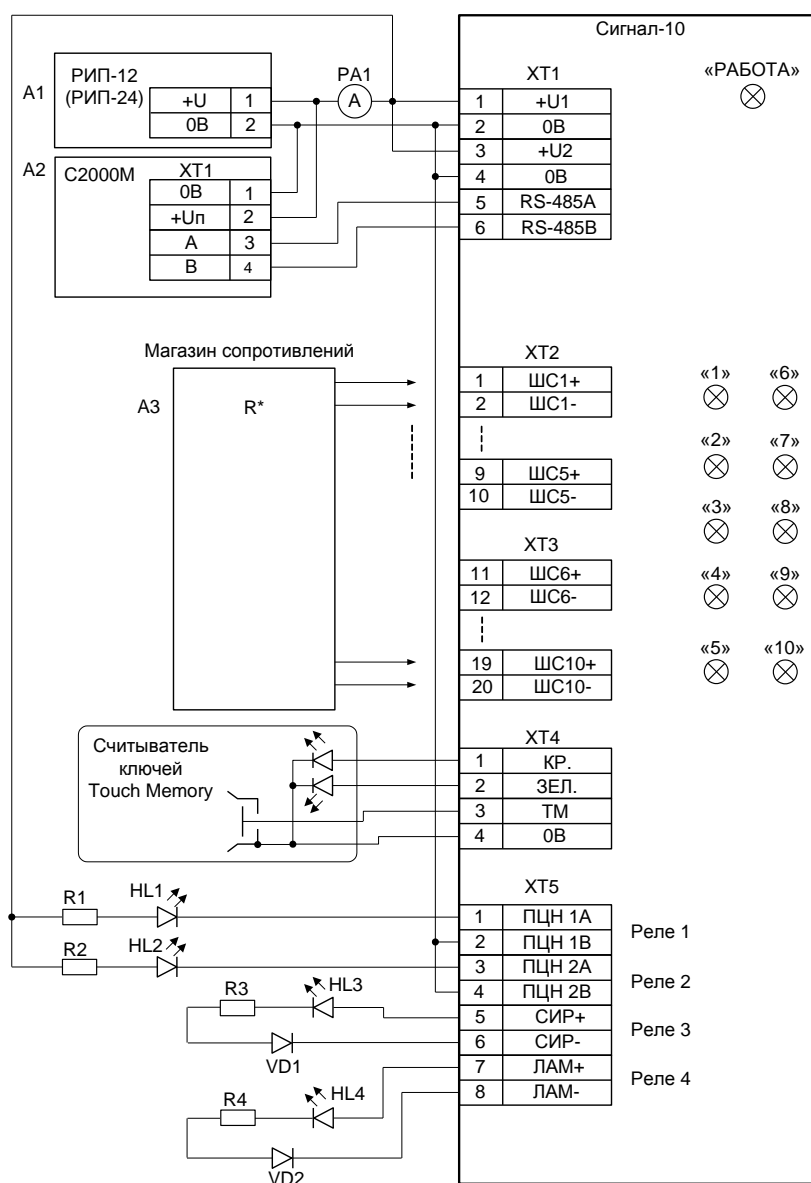 Сигнал-10
А1
РИП-12
(РИП-24)
+U 1
0В 2
PA1
A
XT1
1 +U1
2 0В
3 +U2
4 0В
5 RS-485A
6 RS-485B
«РАБОТА»
А2
С2000М
XT1
0В 1
+Uп 2
А 3
В 4
Магазин сопротивлений
А3
R*
XT2
1 ШС1+
2 ШС1-
9 ШС5+
10 ШС5-
XT3
11 ШС6+
12 ШС6-
19 ШС10+
20 ШС10-
«1» «6»
«2» «7»
«3» «8»
«4» «9»
«5» «10»
Считыватель
ключей
Touch Memory
XT4
1 КР.
2 ЗЕЛ.
3 ТМ
4 0В
XT5
1 ПЦН 1А
2 ПЦН 1В
3 ПЦН 2А
4 ПЦН 2В
5 СИР+
6 СИР-
7 ЛАМ+
8 ЛАМ-
Реле 1
Реле 2
Реле 3
Реле 4
R1 HL1
R2 HL2
R3 HL3
VD1
R4 HL4
VD2